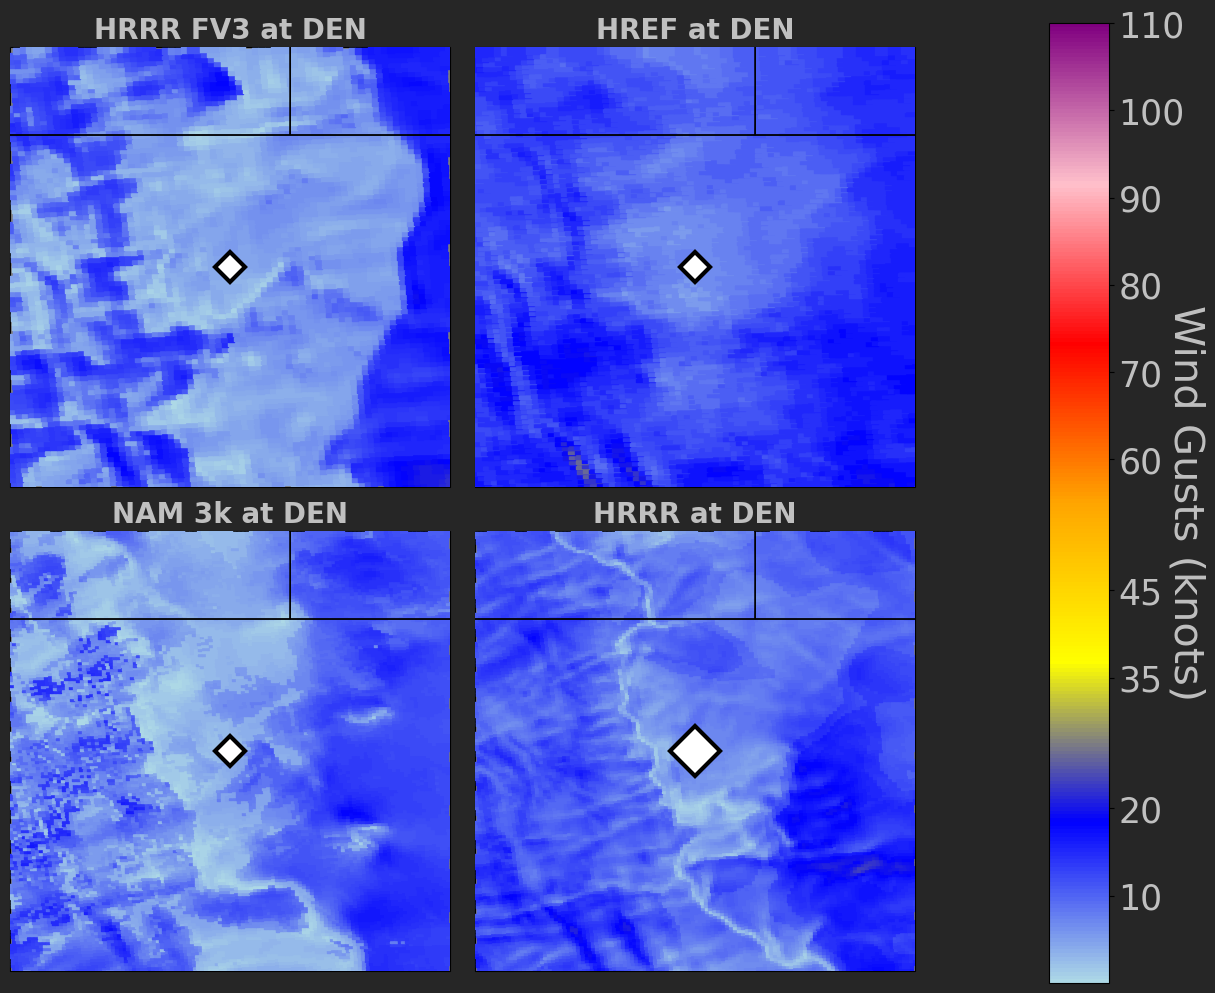 HRRR FV3 at DEN
HREF at DEN
NAM 3k at DEN
HRRR at DEN
110
100
90
80
70
60
45
35
20
10
Wind Gusts (knots)